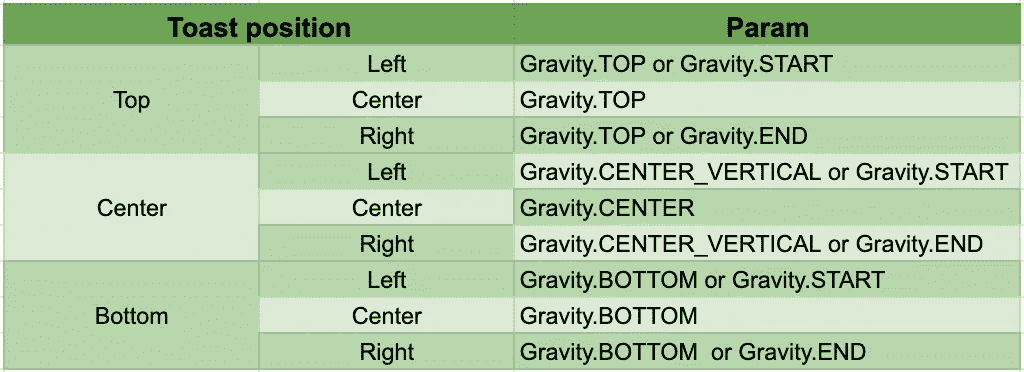 Toast position Param
Top Left Gravity.TOP or Gravity.START
Center Gravity.TOP
Right Gravity.TOP or Gravity.END
Center Left Gravity.CENTER_VERTICAL or Gravity.START
Center Gravity.CENTER
Right Gravity.CENTER_VERTICAL or Gravity.END
Bottom Left Gravity.BOTTOM or Gravity.START
Center Gravity.BOTTOM
Right Gravity.BOTTOM  or Gravity.END